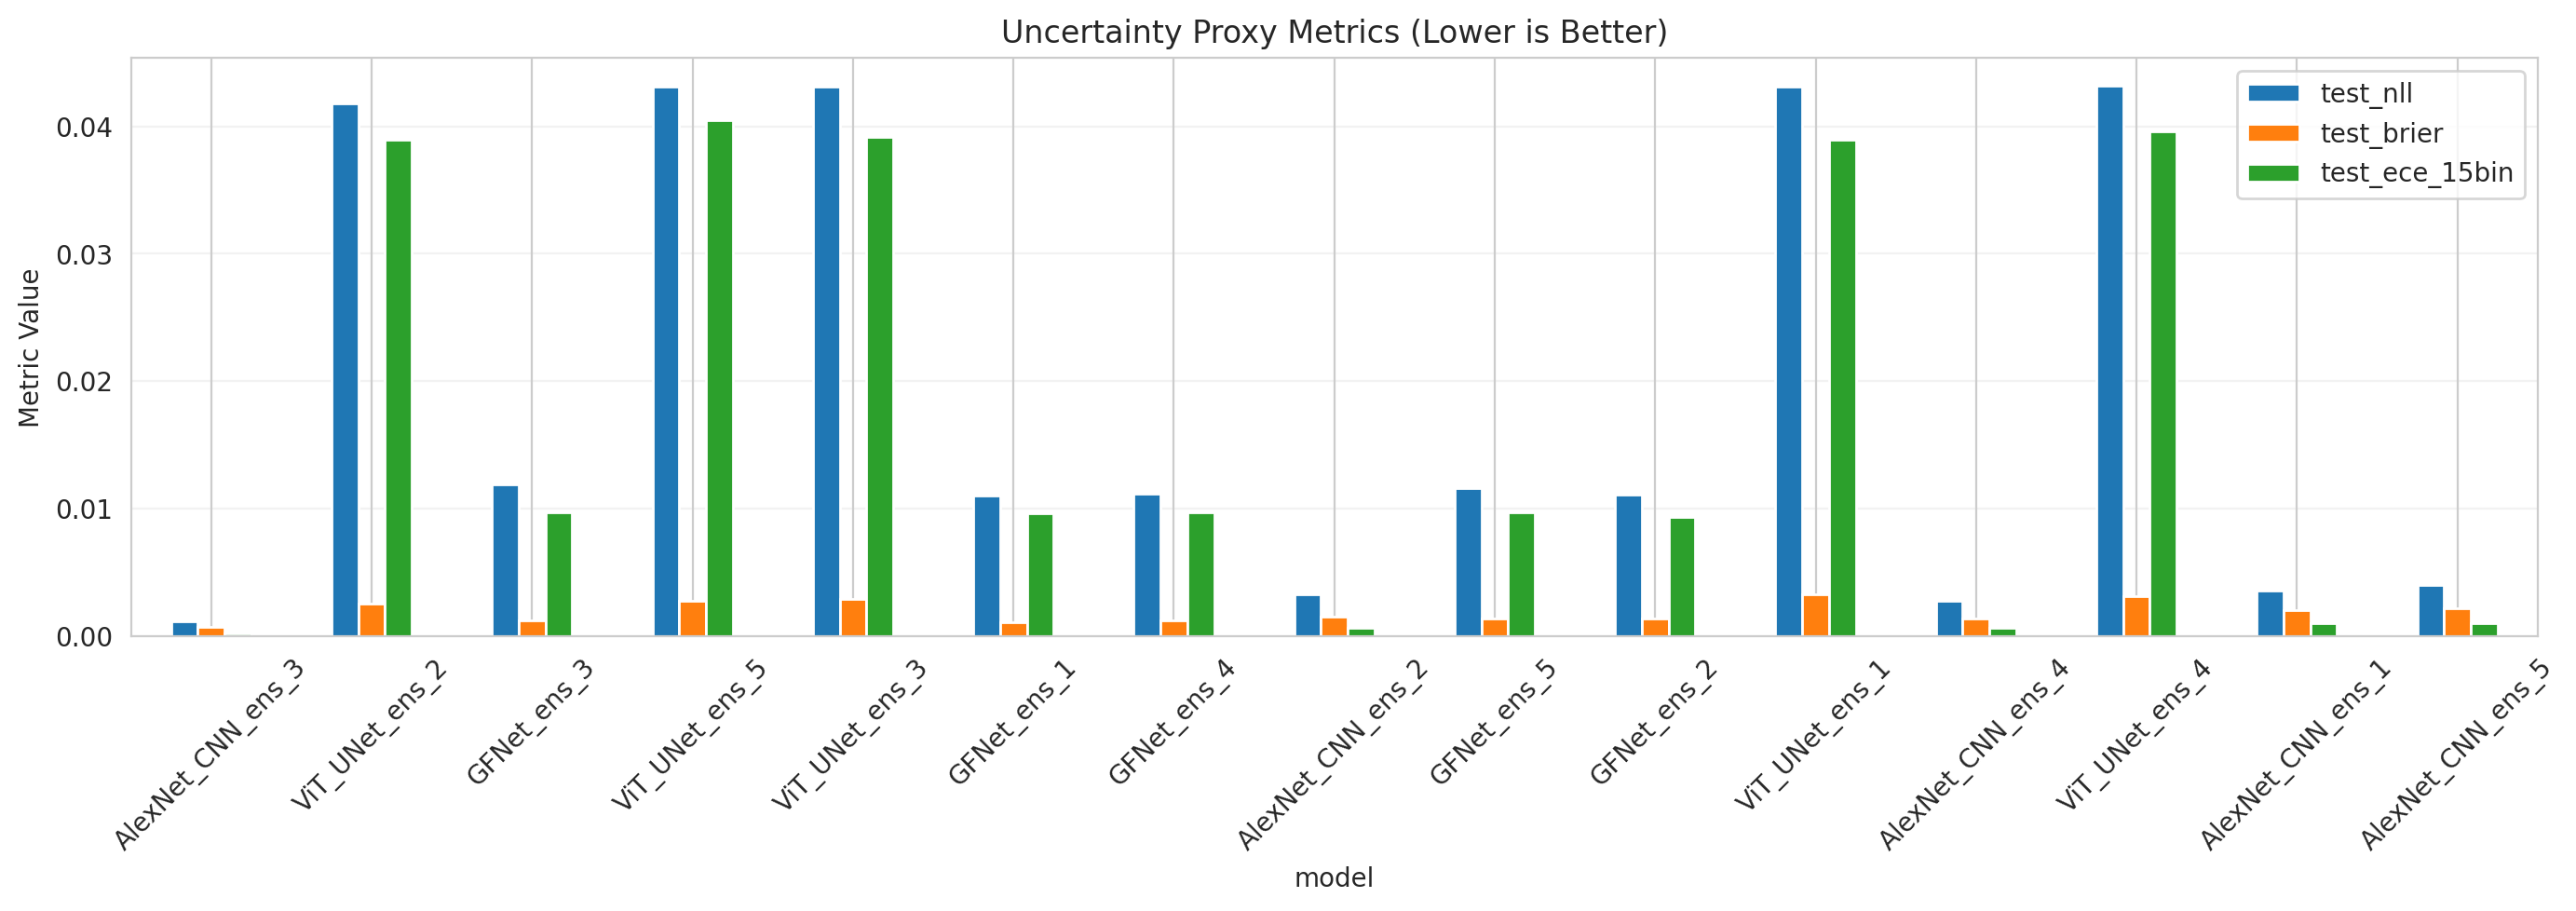 Uncertainty Proxy Metrics (Lower is Better)
test_nll
test_brier
test_ece_15bin
Metric Value
0.04
0.03
0.02
0.01
0.00
AlexNet_CNN_ens_3
ViT_UNet_ens_2
GFNet_ens_3
ViT_UNet_ens_5
ViT_UNet_ens_3
GFNet_ens_1
GFNet_ens_4
AlexNet_CNN_ens_2
GFNet_ens_5
GFNet_ens_2
ViT_UNet_ens_1
AlexNet_CNN_ens_4
ViT_UNet_ens_4
AlexNet_CNN_ens_1
AlexNet_CNN_ens_5
model